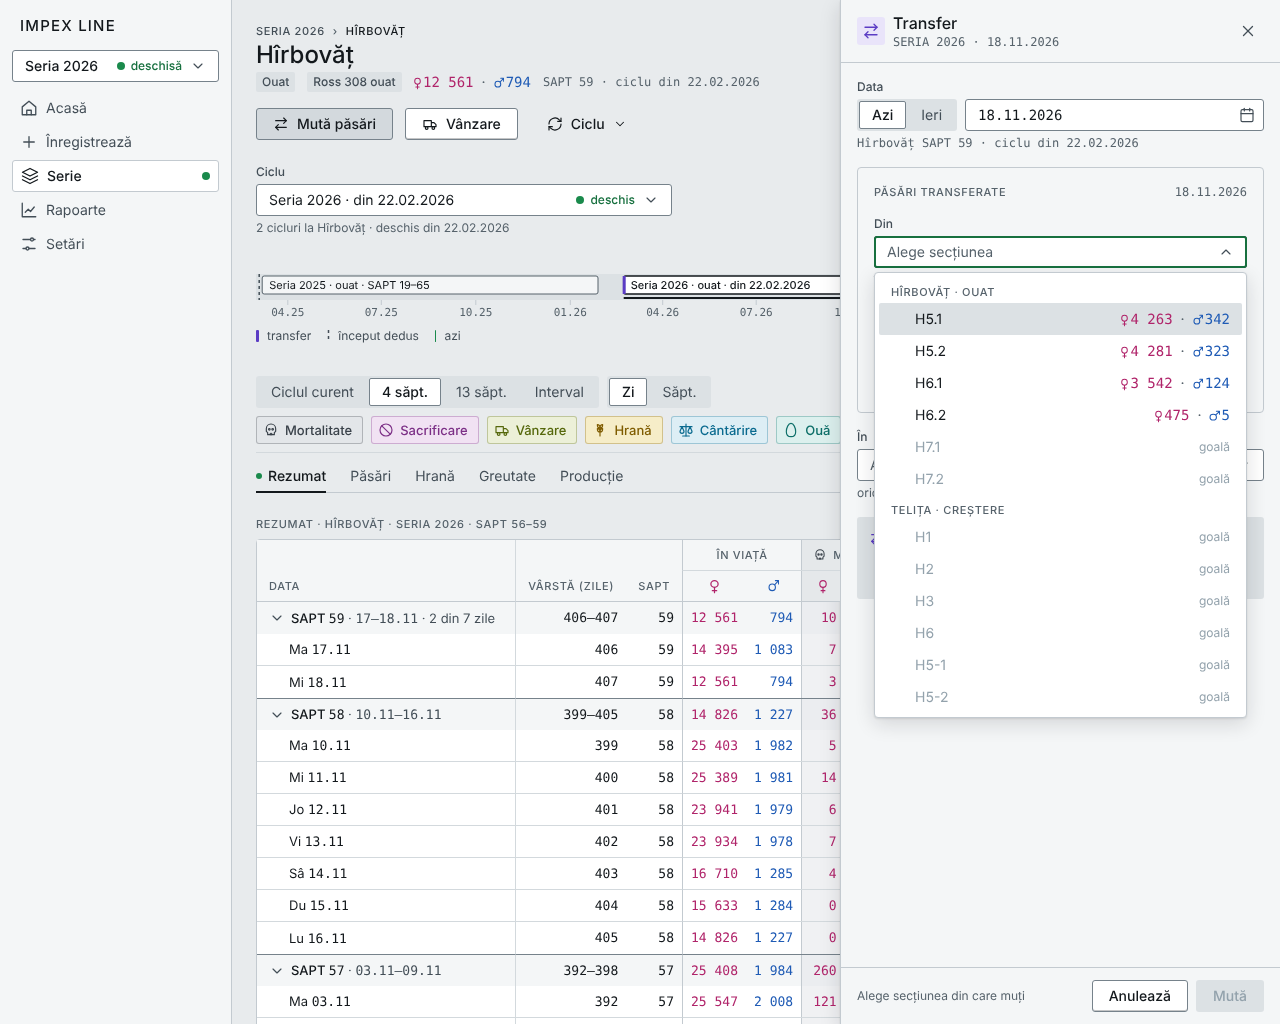 IMPEX LINE
Seria 2026 deschisă
Acasă
Înregistrează
Serie
Rapoarte
Setări
SERIA 2026 › HÎRBOVĂȚ
Hîrbovăț
Ouat Ross 308 ouat ♀12 561 · ♂794 SAPT 59 · ciclu din 22.02.2026
Mută păsări Vânzare Ciclu
Ciclu
Seria 2026 · din 22.02.2026 deschis
2 cicluri la Hîrbovăț · deschis din 22.02.2026
Seria 2025 · ouat · SAPT 19–65 Seria 2026 · ouat · din 22.02.2026
04.25 07.25 10.25 01.26 04.26 07.26
transfer început dedus azi
Ciclul curent 4 săpt. 13 săpt. Interval Zi Săpt.
Mortalitate Sacrificare Vânzare Hrană Cântărire Ouă
Rezumat Păsări Hrană Greutate Producție
REZUMAT · HÎRBOVĂȚ · SERIA 2026 · SAPT 56–59
ÎN VIAȚĂ M
DATA VÂRSTĂ (ZILE) SAPT ♀ ♂ ♀
SAPT 59 · 17–18.11 · 2 din 7 zile 406–407 59 12 561 794 10
Ma 17.11 406 59 14 395 1 083 7
Mi 18.11 407 59 12 561 794 3
SAPT 58 · 10.11–16.11 399–405 58 14 826 1 227 36
Ma 10.11 399 58 25 403 1 982 5
Mi 11.11 400 58 25 389 1 981 14
Jo 12.11 401 58 23 941 1 979 6
Vi 13.11 402 58 23 934 1 978 7
Sâ 14.11 403 58 16 710 1 285 4
Du 15.11 404 58 15 633 1 284 0
Lu 16.11 405 58 14 826 1 227 0
SAPT 57 · 03.11–09.11 392–398 57 25 408 1 984 260
Ma 03.11 392 57 25 547 2 008 121
Transfer
SERIA 2026 · 18.11.2026
Data
Azi Ieri 18.11.2026
Hîrbovăț SAPT 59 · ciclu din 22.02.2026
PĂSĂRI TRANSFERATE 18.11.2026
Din
Alege secțiunea
HÎRBOVĂȚ · OUAT
H5.1 ♀4 263 · ♂342
H5.2 ♀4 281 · ♂323
H6.1 ♀3 542 · ♂124
H6.2 ♀475 · ♂5
H7.1 goală
H7.2 goală
TELIȚA · CREȘTERE
H1 goală
H2 goală
H3 goală
H6 goală
H5-1 goală
H5-2 goală
În
Alege secțiunea din care muți Anulează Mută